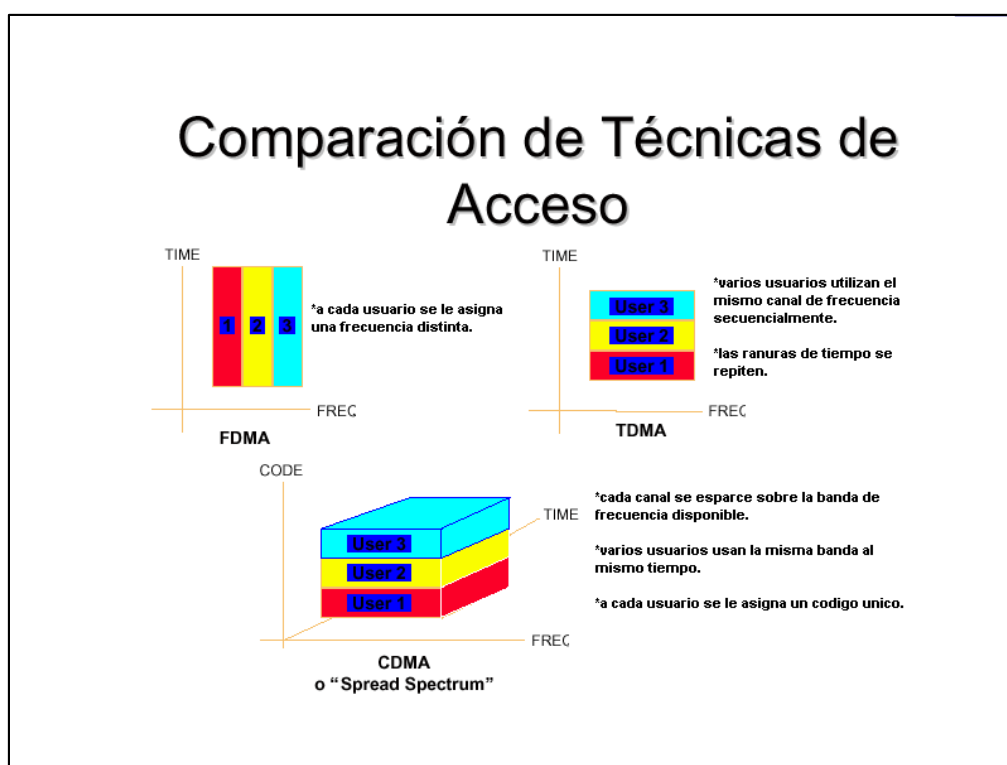 Comparación de Técnicas de
Acceso
TIME
1 2 3
*a cada usuario se le asigna
una frecuencia distinta.
FREQ
FDMA
TIME
User 3
User 2
User 1
*varios usuarios utilizan el
mismo canal de frecuencia
secuencialmente.
*las ranuras de tiempo se
repiten.
FREQ
TDMA
CODE
TIME
User 3
User 2
User 1
FREQ
CDMA
o “Spread Spectrum”
*cada canal se esparce sobre la banda de
frecuencia disponible.
*varios usuarios usan la misma banda al
mismo tiempo.
*a cada usuario se le asigna un codigo unico.